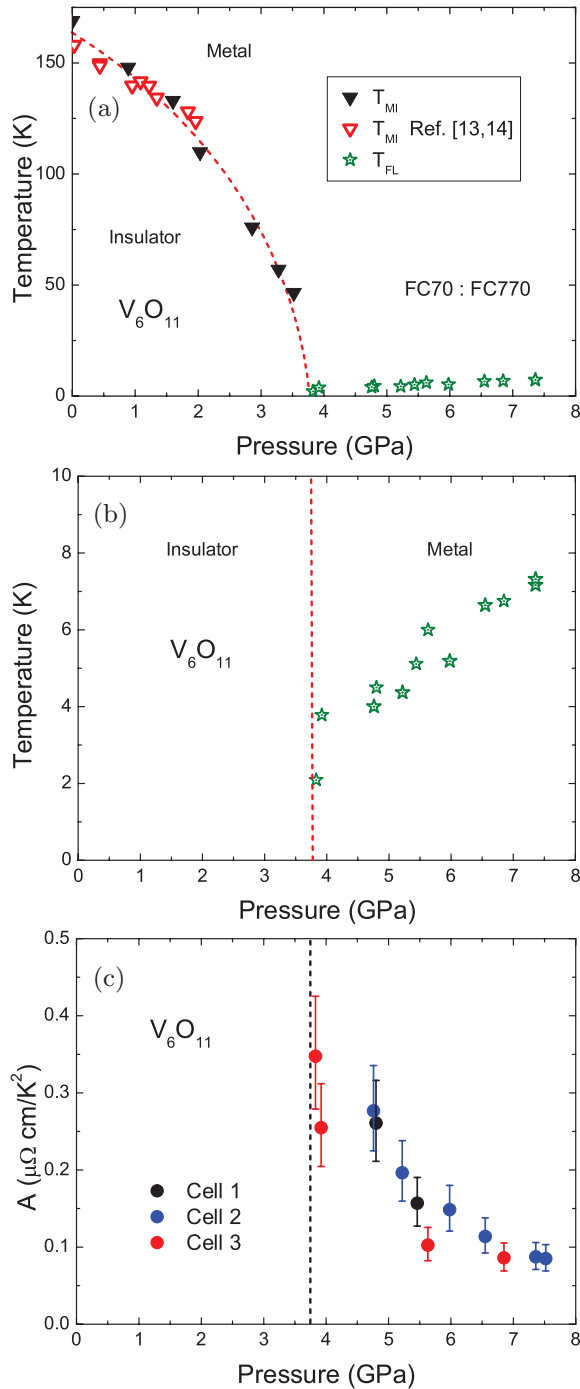 150
100
50
0
Temperature (K)
(a)
Metal
Insulator
V₆O₁₁
T_MI
T_MI Ref. [13,14]
T_FL
FC70 : FC770
0 1 2 3 4 5 6 7 8
Pressure (GPa)
10
8
6
4
2
0
Temperature (K)
(b)
Insulator
Metal
V₆O₁₁
0 1 2 3 4 5 6 7 8
Pressure (GPa)
0.5
0.4
0.3
0.2
0.1
0.0
A (μΩ cm/K²)
(c)
V₆O₁₁
Cell 1
Cell 2
Cell 3
0 1 2 3 4 5 6 7 8
Pressure (GPa)